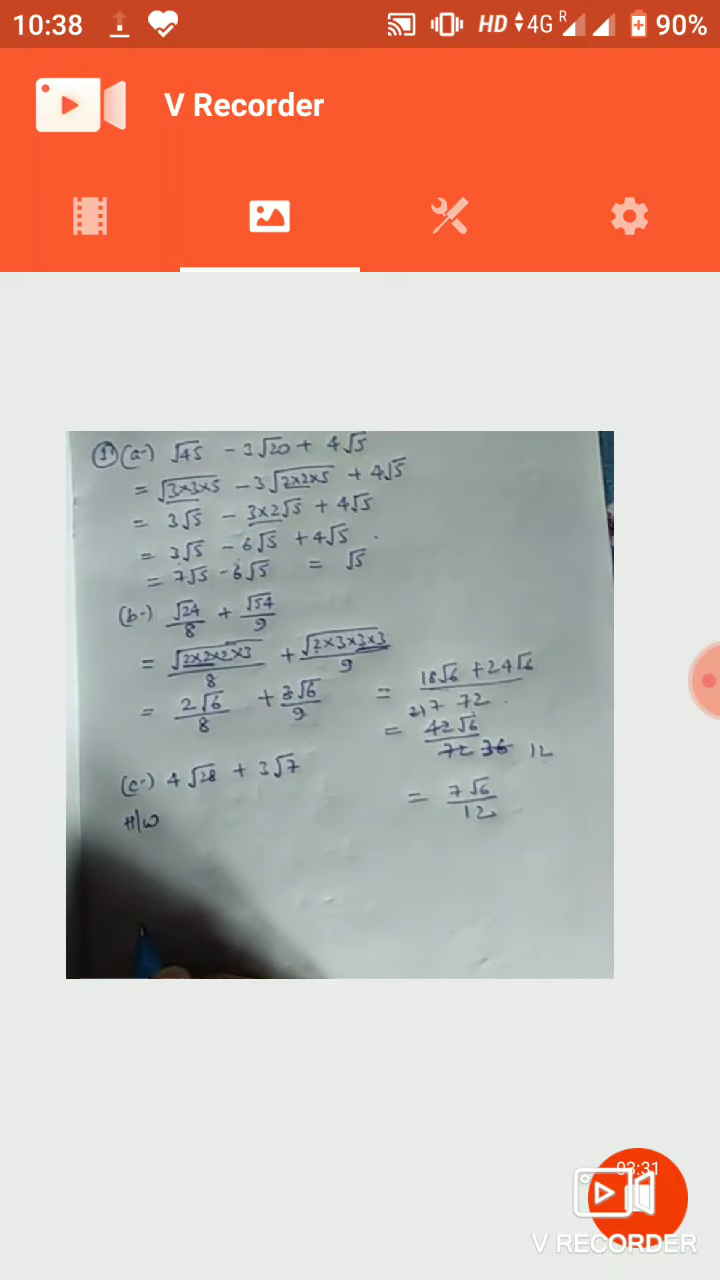 10:38 HD 4G R 90%
V Recorder
1 (a-) √45 - 3√20 + 4√5
= √3×3×5 - 3√2×2×5 + 4√5
= 3√5 - 3×2√5 + 4√5
= 3√5 - 6√5 + 4√5
= 7√5 - 6√5 = √5
(b-) √24/8 + √54/9
= √2×2×2×3/8 + √2×3×3×3/9
= 2√6/8 + 3√6/9 = 18√6 + 24√6/72
= 42√6/72 36 12
21 7
= 7√6/12
(c-) 4√28 + 3√7
H/W
03:31
V RECORDER